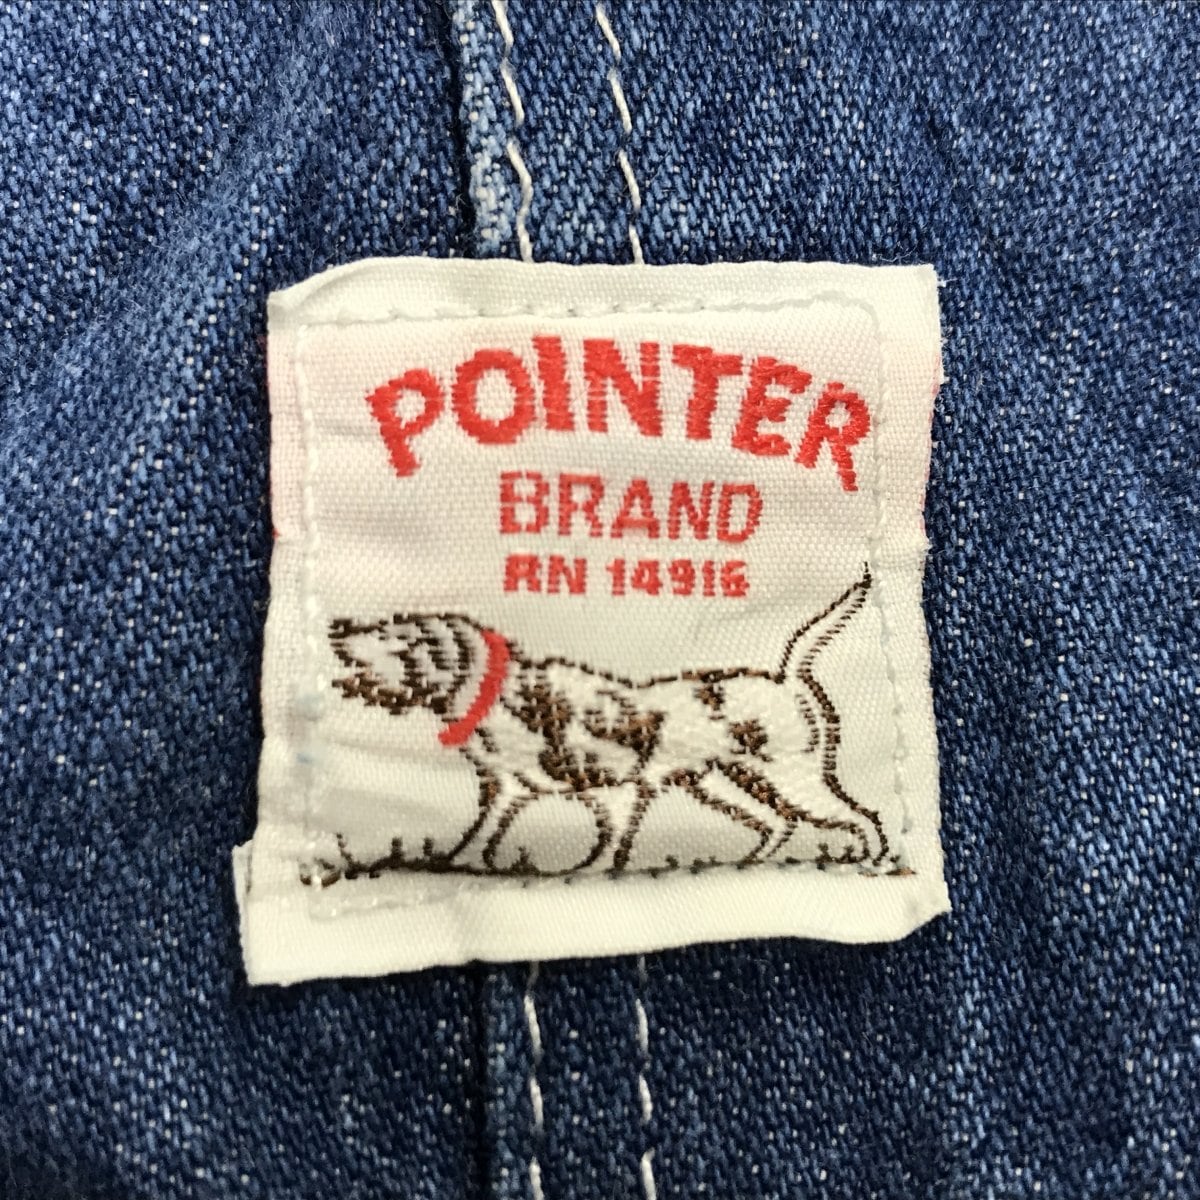 POINTER
BRAND
RN 14916